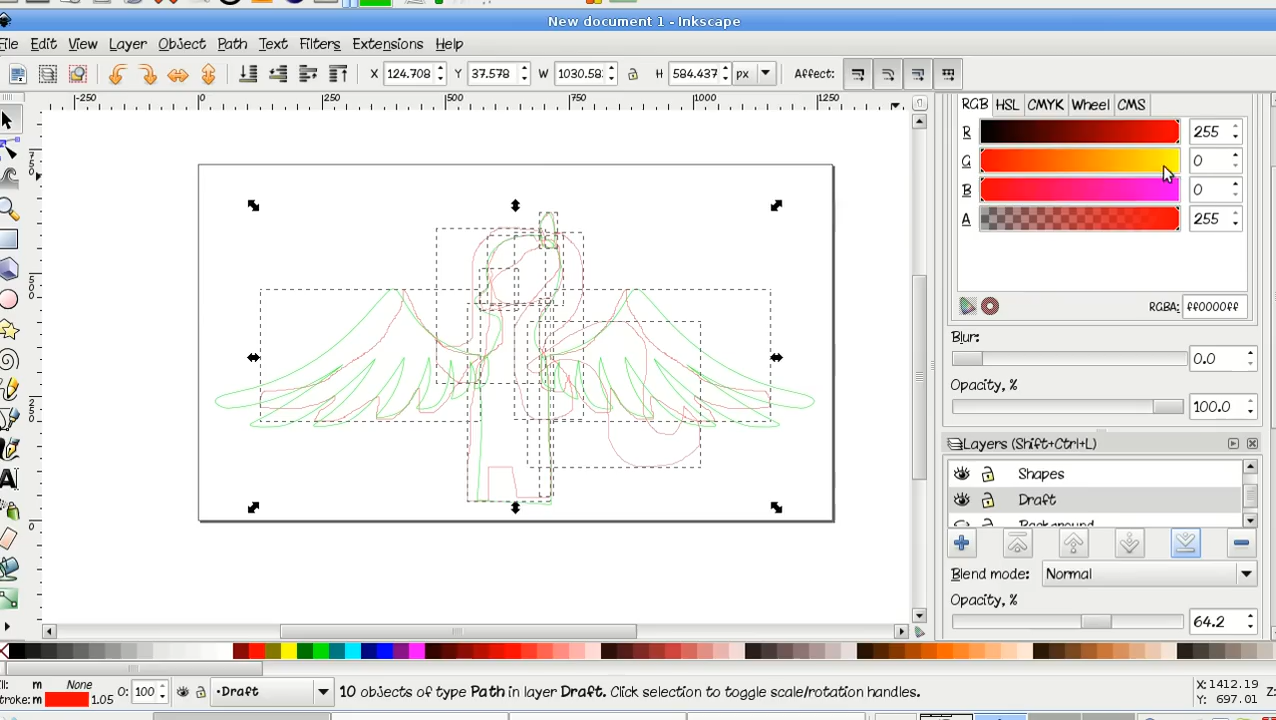 New document 1 - Inkscape
File Edit View Layer Object Path Text Filters Extensions Help
X 124.708 Y 37.578 W 1030.58 H 584.437 px Affect:
-250 0 250 500 750 1000 1250
RGB HSL CMYK Wheel CMS
R 255
G 0
B 0
A 255
RGBA: ff0000ff
Blur:
0.0
Opacity, %
100.0
Layers (Shift+Ctrl+L)
Shapes
Draft
Background
Blend mode: Normal
Opacity, %
64.2
Fill: m None O: 100 •Draft 10 objects of type Path in layer Draft. Click selection to toggle scale/rotation handles. X: 1412.19 Z:
Stroke: m 1.05 Y: 697.01